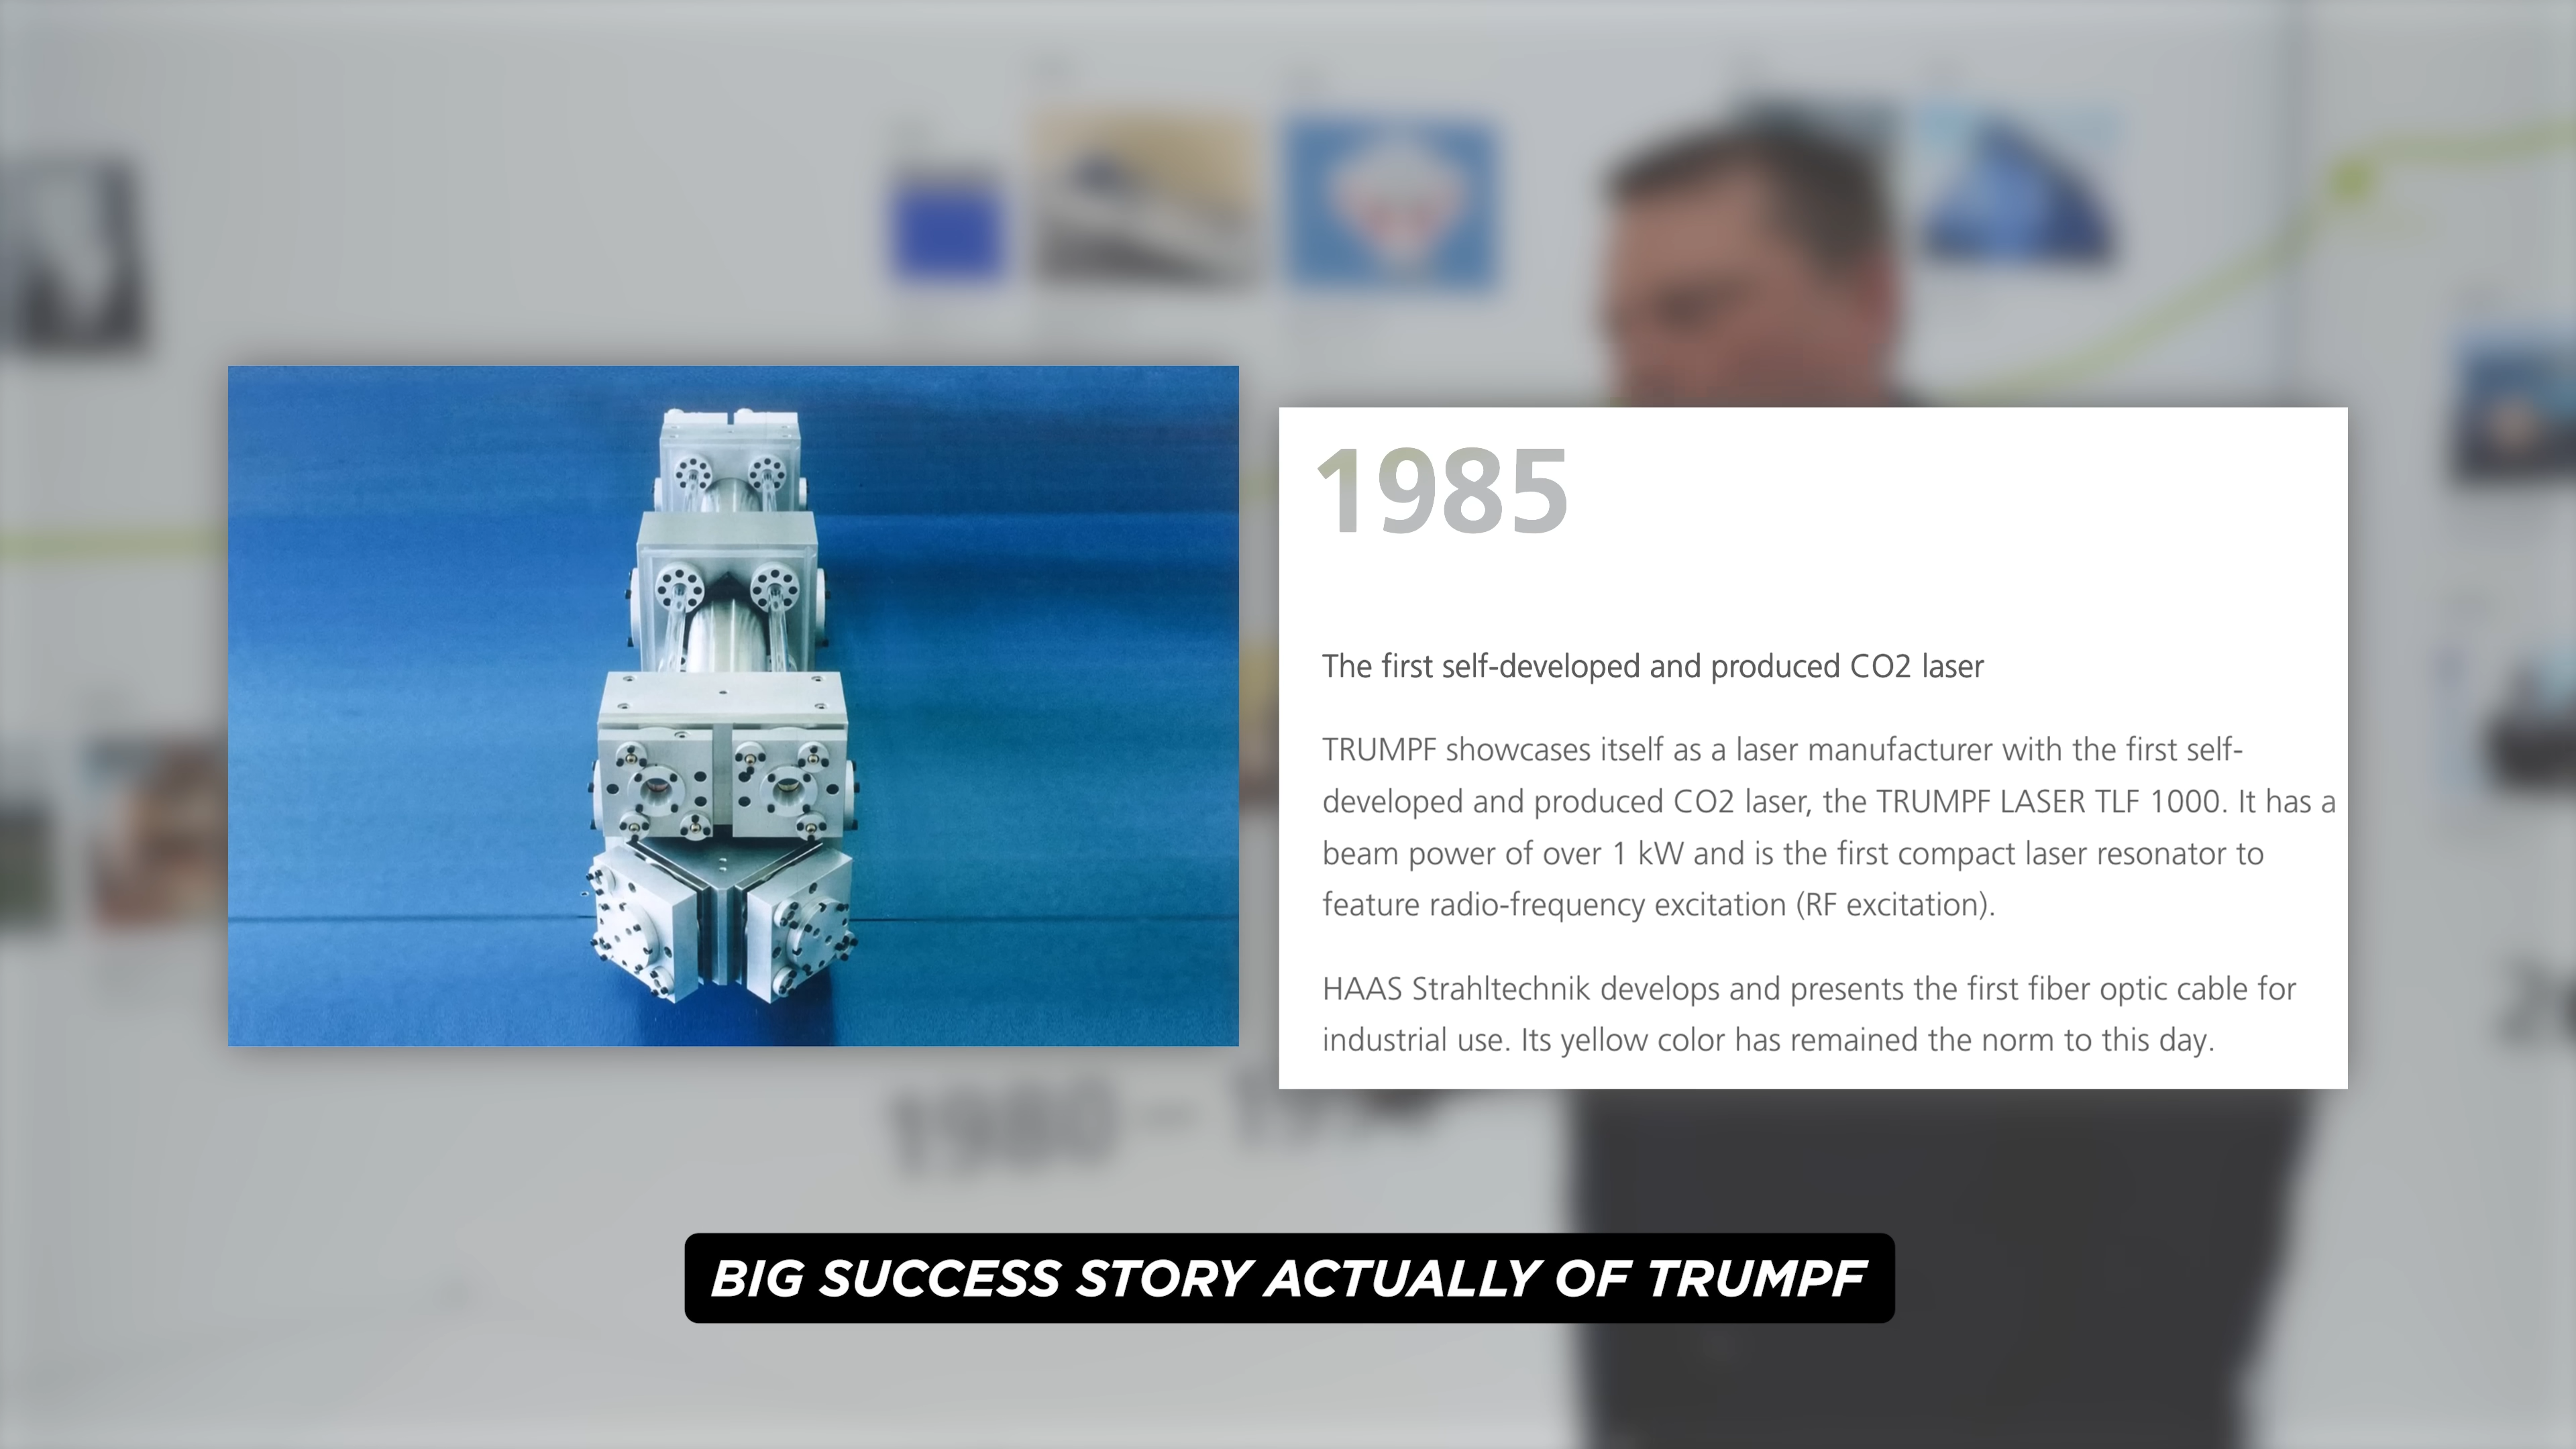 1985
The first self-developed and produced CO2 laser
TRUMPF showcases itself as a laser manufacturer with the first self-
developed and produced CO2 laser, the TRUMPF LASER TLF 1000. It has a
beam power of over 1 kW and is the first compact laser resonator to
feature radio-frequency excitation (RF excitation).
HAAS Strahltechnik develops and presents the first fiber optic cable for
industrial use. Its yellow color has remained the norm to this day.
1980 –
BIG SUCCESS STORY ACTUALLY OF TRUMPF